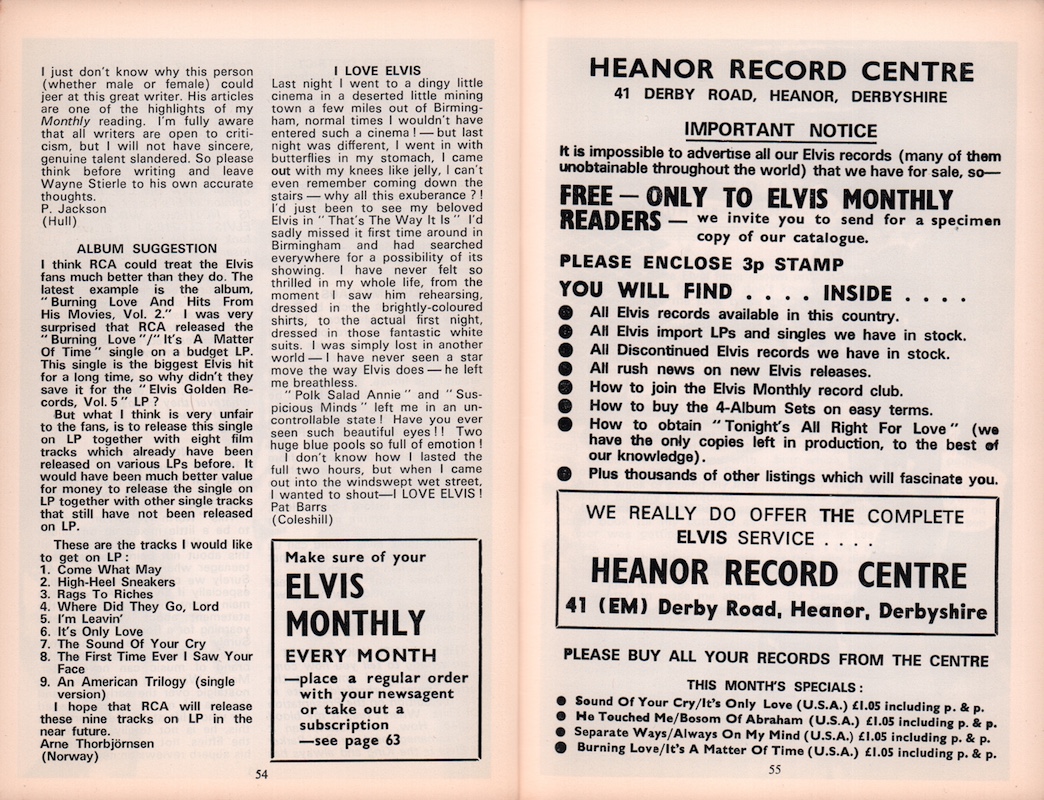 I just don't know why this person
(whether male or female) could
jeer at this great writer. His articles
are one of the highlights of my
Monthly reading. I'm fully aware
that all writers are open to criti-
cism, but I will not have sincere,
genuine talent slandered. So please
think before writing and leave
Wayne Stierle to his own accurate
thoughts.
P. Jackson
(Hull)
ALBUM SUGGESTION
I think RCA could treat the Elvis
fans much better than they do. The
latest example is the album,
"Burning Love And Hits From
His Movies, Vol. 2." I was very
surprised that RCA released the
"Burning Love"/"It's A Matter
Of Time" single on a budget LP.
This single is the biggest Elvis hit
for a long time, so why didn't they
save it for the "Elvis Golden Re-
cords, Vol. 5" LP ?
But what I think is very unfair
to the fans, is to release this single
on LP together with eight film
tracks which already have been
released on various LPs before. It
would have been much better value
for money to release the single on
LP together with other single tracks
that still have not been released
on LP.
These are the tracks I would like
to get on LP :
1. Come What May
2. High-Heel Sneakers
3. Rags To Riches
4. Where Did They Go, Lord
5. I'm Leavin'
6. It's Only Love
7. The Sound Of Your Cry
8. The First Time Ever I Saw Your
Face
9. An American Trilogy (single
version)
I hope that RCA will release
these nine tracks on LP in the
near future.
Arne Thorbjörnsen
(Norway)
I LOVE ELVIS
Last night I went to a dingy little
cinema in a deserted little mining
town a few miles out of Birming-
ham, normal times I wouldn't have
entered such a cinema ! — but last
night was different, I went in with
butterflies in my stomach, I came
out with my knees like jelly, I can't
even remember coming down the
stairs — why all this exuberance ? !
I'd just been to see my beloved
Elvis in "That's The Way It Is" I'd
sadly missed it first time around in
Birmingham and had searched
everywhere for a possibility of its
showing. I have never felt so
thrilled in my whole life, from the
moment I saw him rehearsing,
dressed in the brightly-coloured
shirts, to the actual first night,
dressed in those fantastic white
suits. I was simply lost in another
world — I have never seen a star
move the way Elvis does — he left
me breathless.
"Polk Salad Annie" and "Sus-
picious Minds" left me in an un-
controllable state ! Have you ever
seen such beautiful eyes ! ! Two
huge blue pools so full of emotion !
I don't know how I lasted the
full two hours, but when I came
out into the windswept wet street,
I wanted to shout—I LOVE ELVIS !
Pat Barrs
(Coleshill)
Make sure of your
ELVIS
MONTHLY
EVERY MONTH
—place a regular order
with your newsagent
or take out a
subscription
—see page 63
54
HEANOR RECORD CENTRE
41 DERBY ROAD, HEANOR, DERBYSHIRE
IMPORTANT NOTICE
It is impossible to advertise all our Elvis records (many of them
unobtainable throughout the world) that we have for sale, so—
FREE — ONLY TO ELVIS MONTHLY
READERS — we invite you to send for a specimen
copy of our catalogue.
PLEASE ENCLOSE 3p STAMP
YOU WILL FIND . . . . INSIDE . . . .
● All Elvis records available in this country.
● All Elvis import LPs and singles we have in stock.
● All Discontinued Elvis records we have in stock.
● All rush news on new Elvis releases.
● How to join the Elvis Monthly record club.
● How to buy the 4-Album Sets on easy terms.
● How to obtain "Tonight's All Right For Love" (we
have the only copies left in production, to the best of
our knowledge).
● Plus thousands of other listings which will fascinate you.
WE REALLY DO OFFER THE COMPLETE
ELVIS SERVICE . . . .
HEANOR RECORD CENTRE
41 (EM) Derby Road, Heanor, Derbyshire
PLEASE BUY ALL YOUR RECORDS FROM THE CENTRE
THIS MONTH'S SPECIALS :
● Sound Of Your Cry/It's Only Love (U.S.A.) £1.05 including p. & p.
● He Touched Me/Bosom Of Abraham (U.S.A.) £1.05 including p. & p.
● Separate Ways/Always On My Mind (U.S.A.) £1.05 including p. & p.
● Burning Love/It's A Matter Of Time (U.S.A.) £1.05 including p. & p.
55